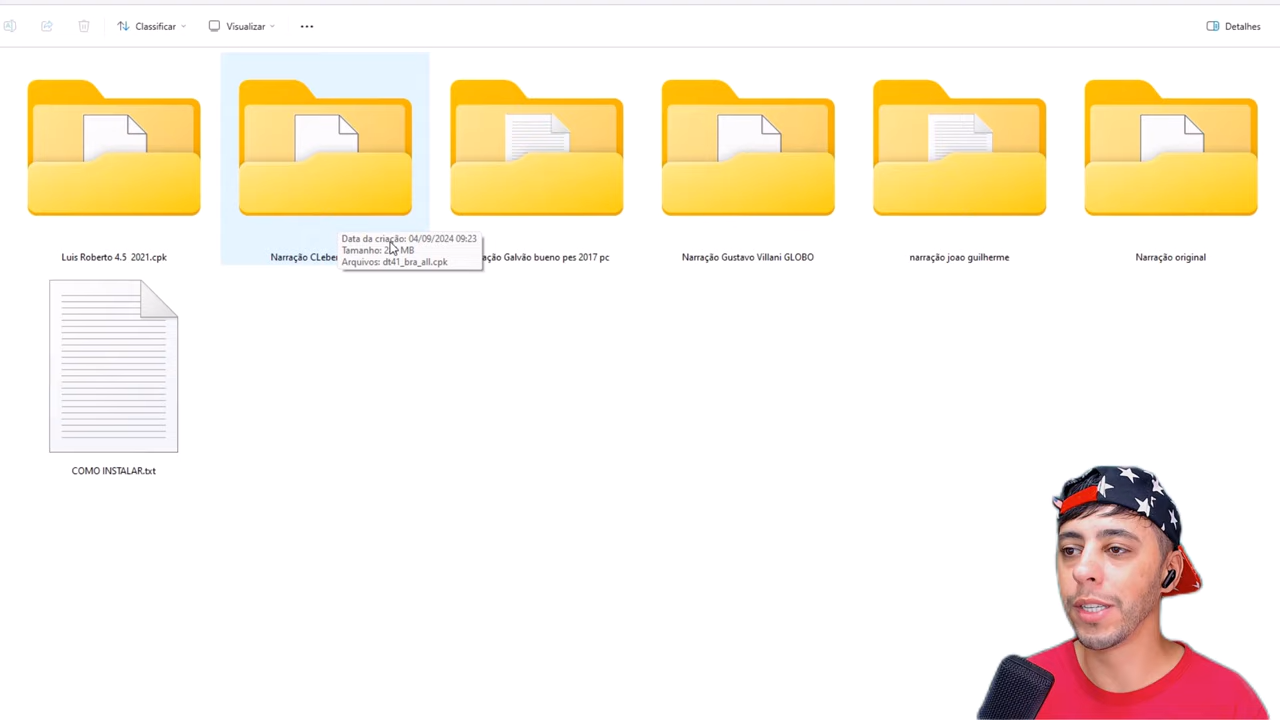 Classificar
Visualizar
Detalhes
Data da criação: 04/09/2024 09:23
Tamanho: MB
Arquivos: dt41_bra_all.cpk
Luis Roberto 4.5 2021.cpk
Narração CLeber
Galvão bueno pes 2017 pc
Narração Gustavo Villani GLOBO
narração joao guilherme
Narração original
COMO INSTALAR.txt